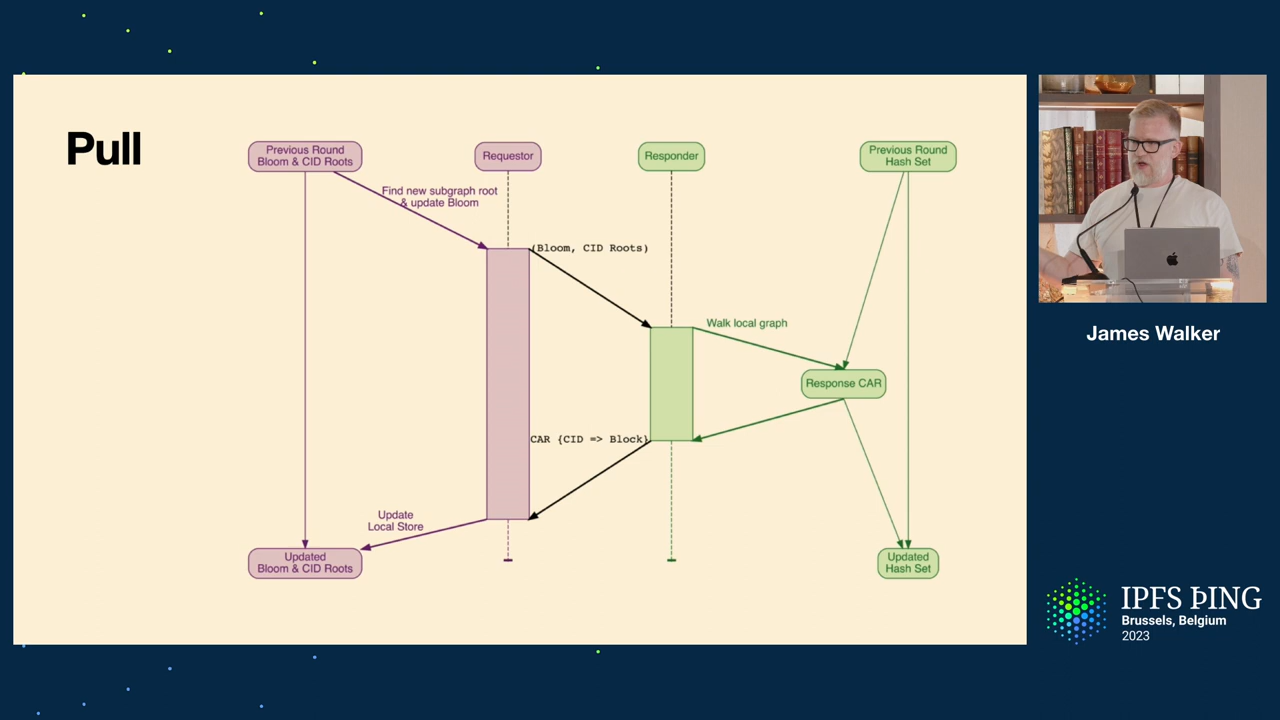 Pull
Previous Round
Bloom & CID Roots
Requestor
Responder
Previous Round
Hash Set
Find new subgraph root
& update Bloom
(Bloom, CID Roots)
Walk local graph
Response CAR
CAR {CID => Block}
Update
Local Store
Updated
Bloom & CID Roots
Updated
Hash Set
James Walker
IPFS ÞING
Brussels, Belgium
2023